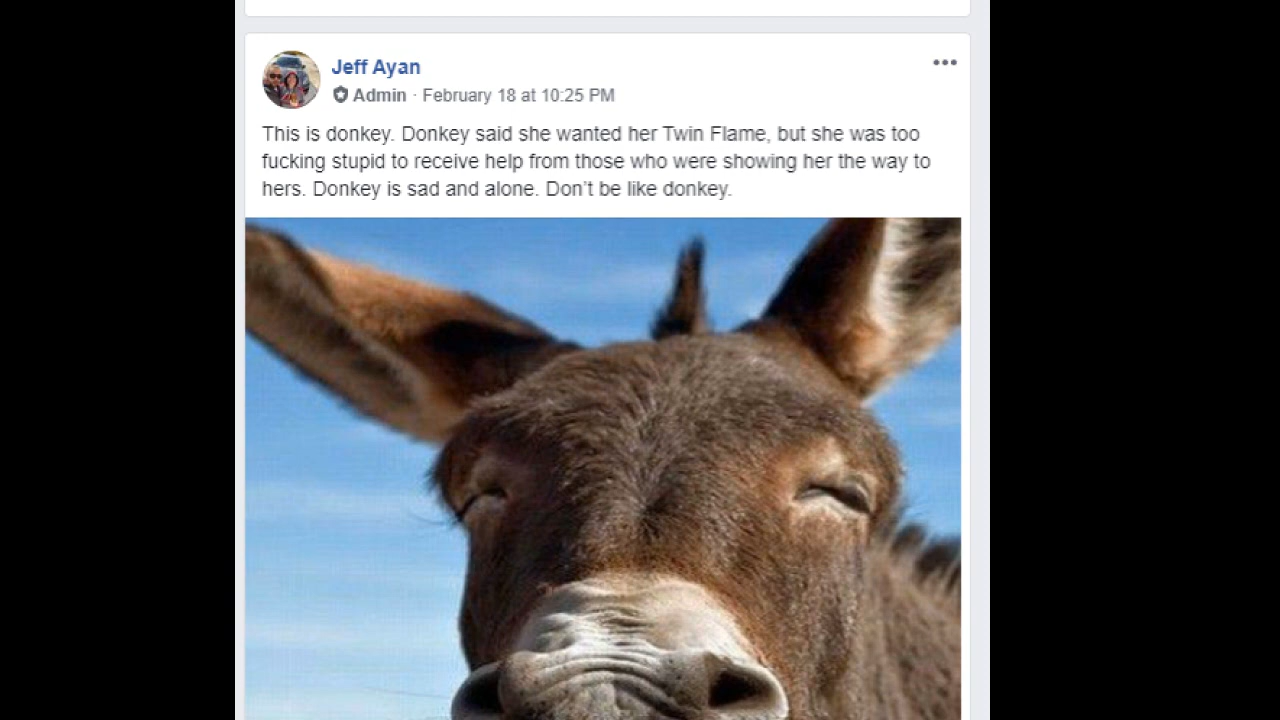 Jeff Ayan
Admin · February 18 at 10:25 PM
This is donkey. Donkey said she wanted her Twin Flame, but she was too
fucking stupid to receive help from those who were showing her the way to
hers. Donkey is sad and alone. Don’t be like donkey.